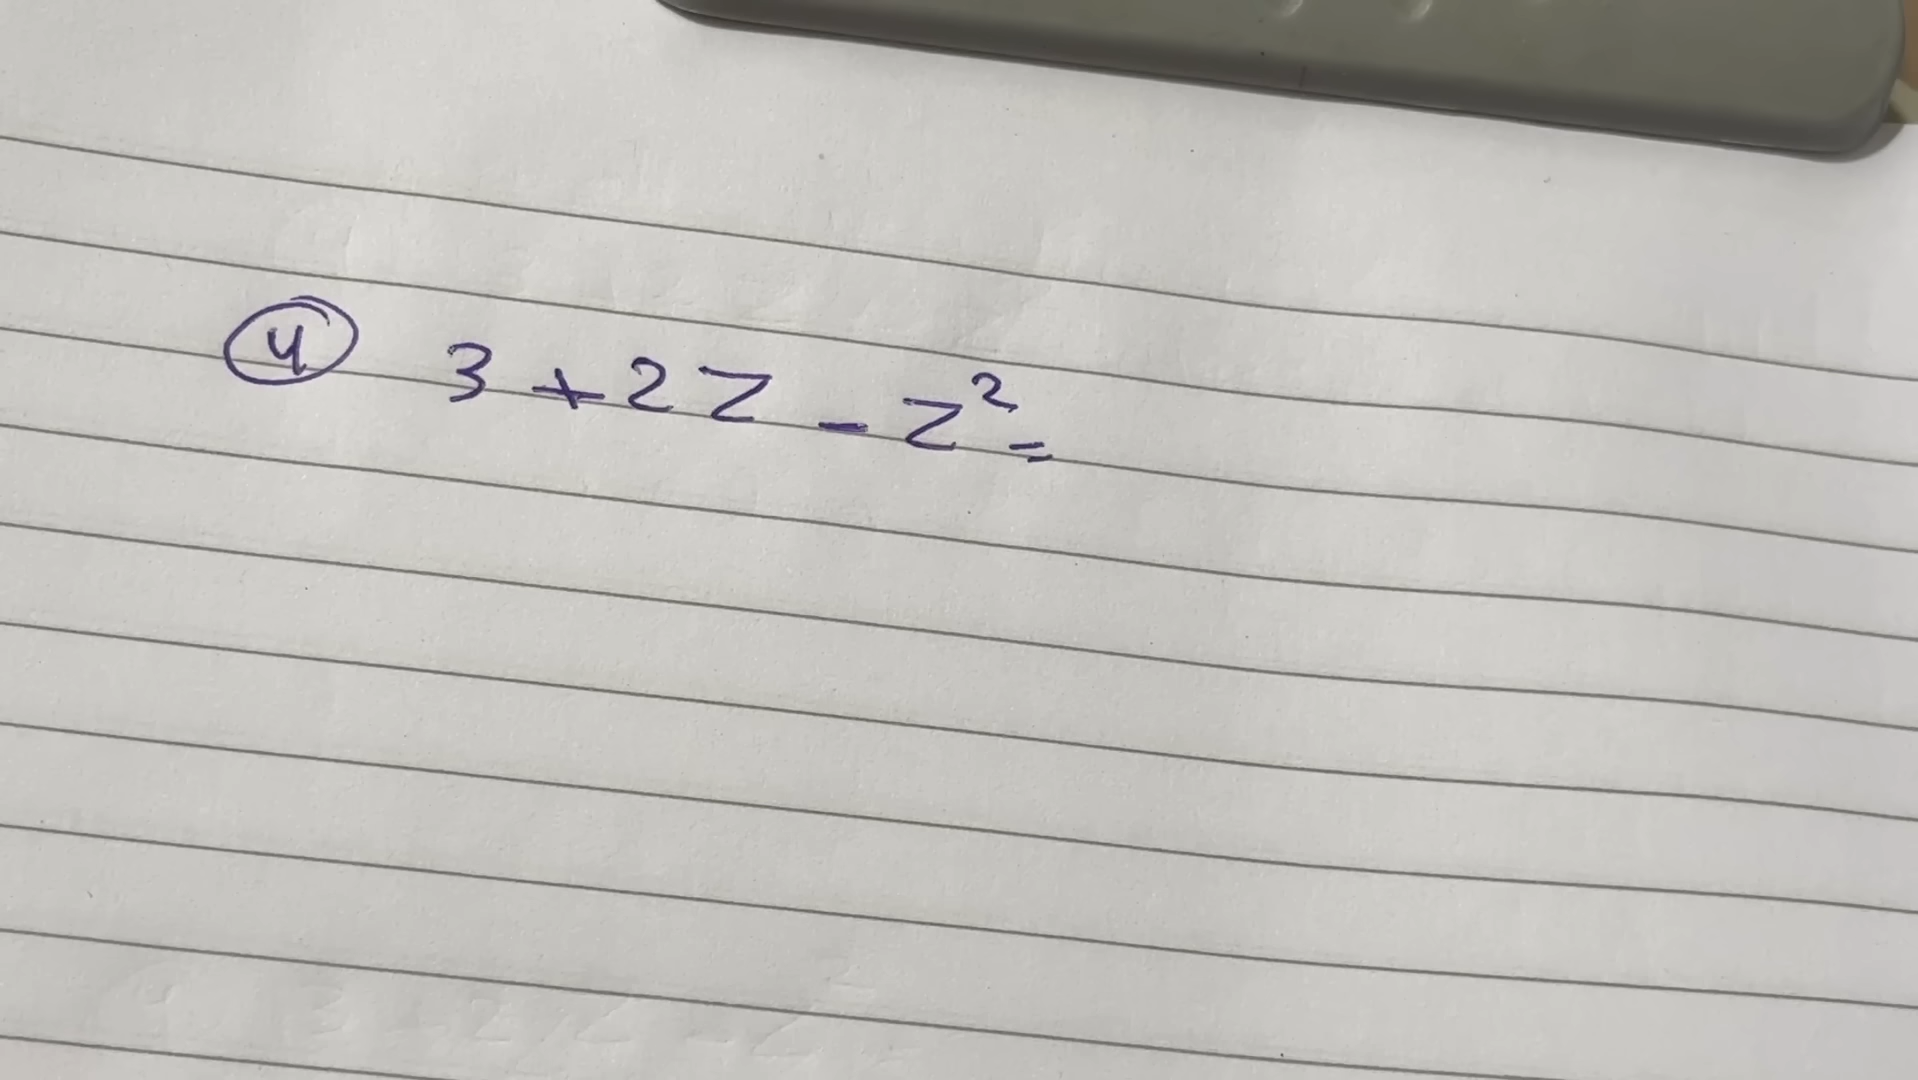 ④ 3 + 2Z - Z² =